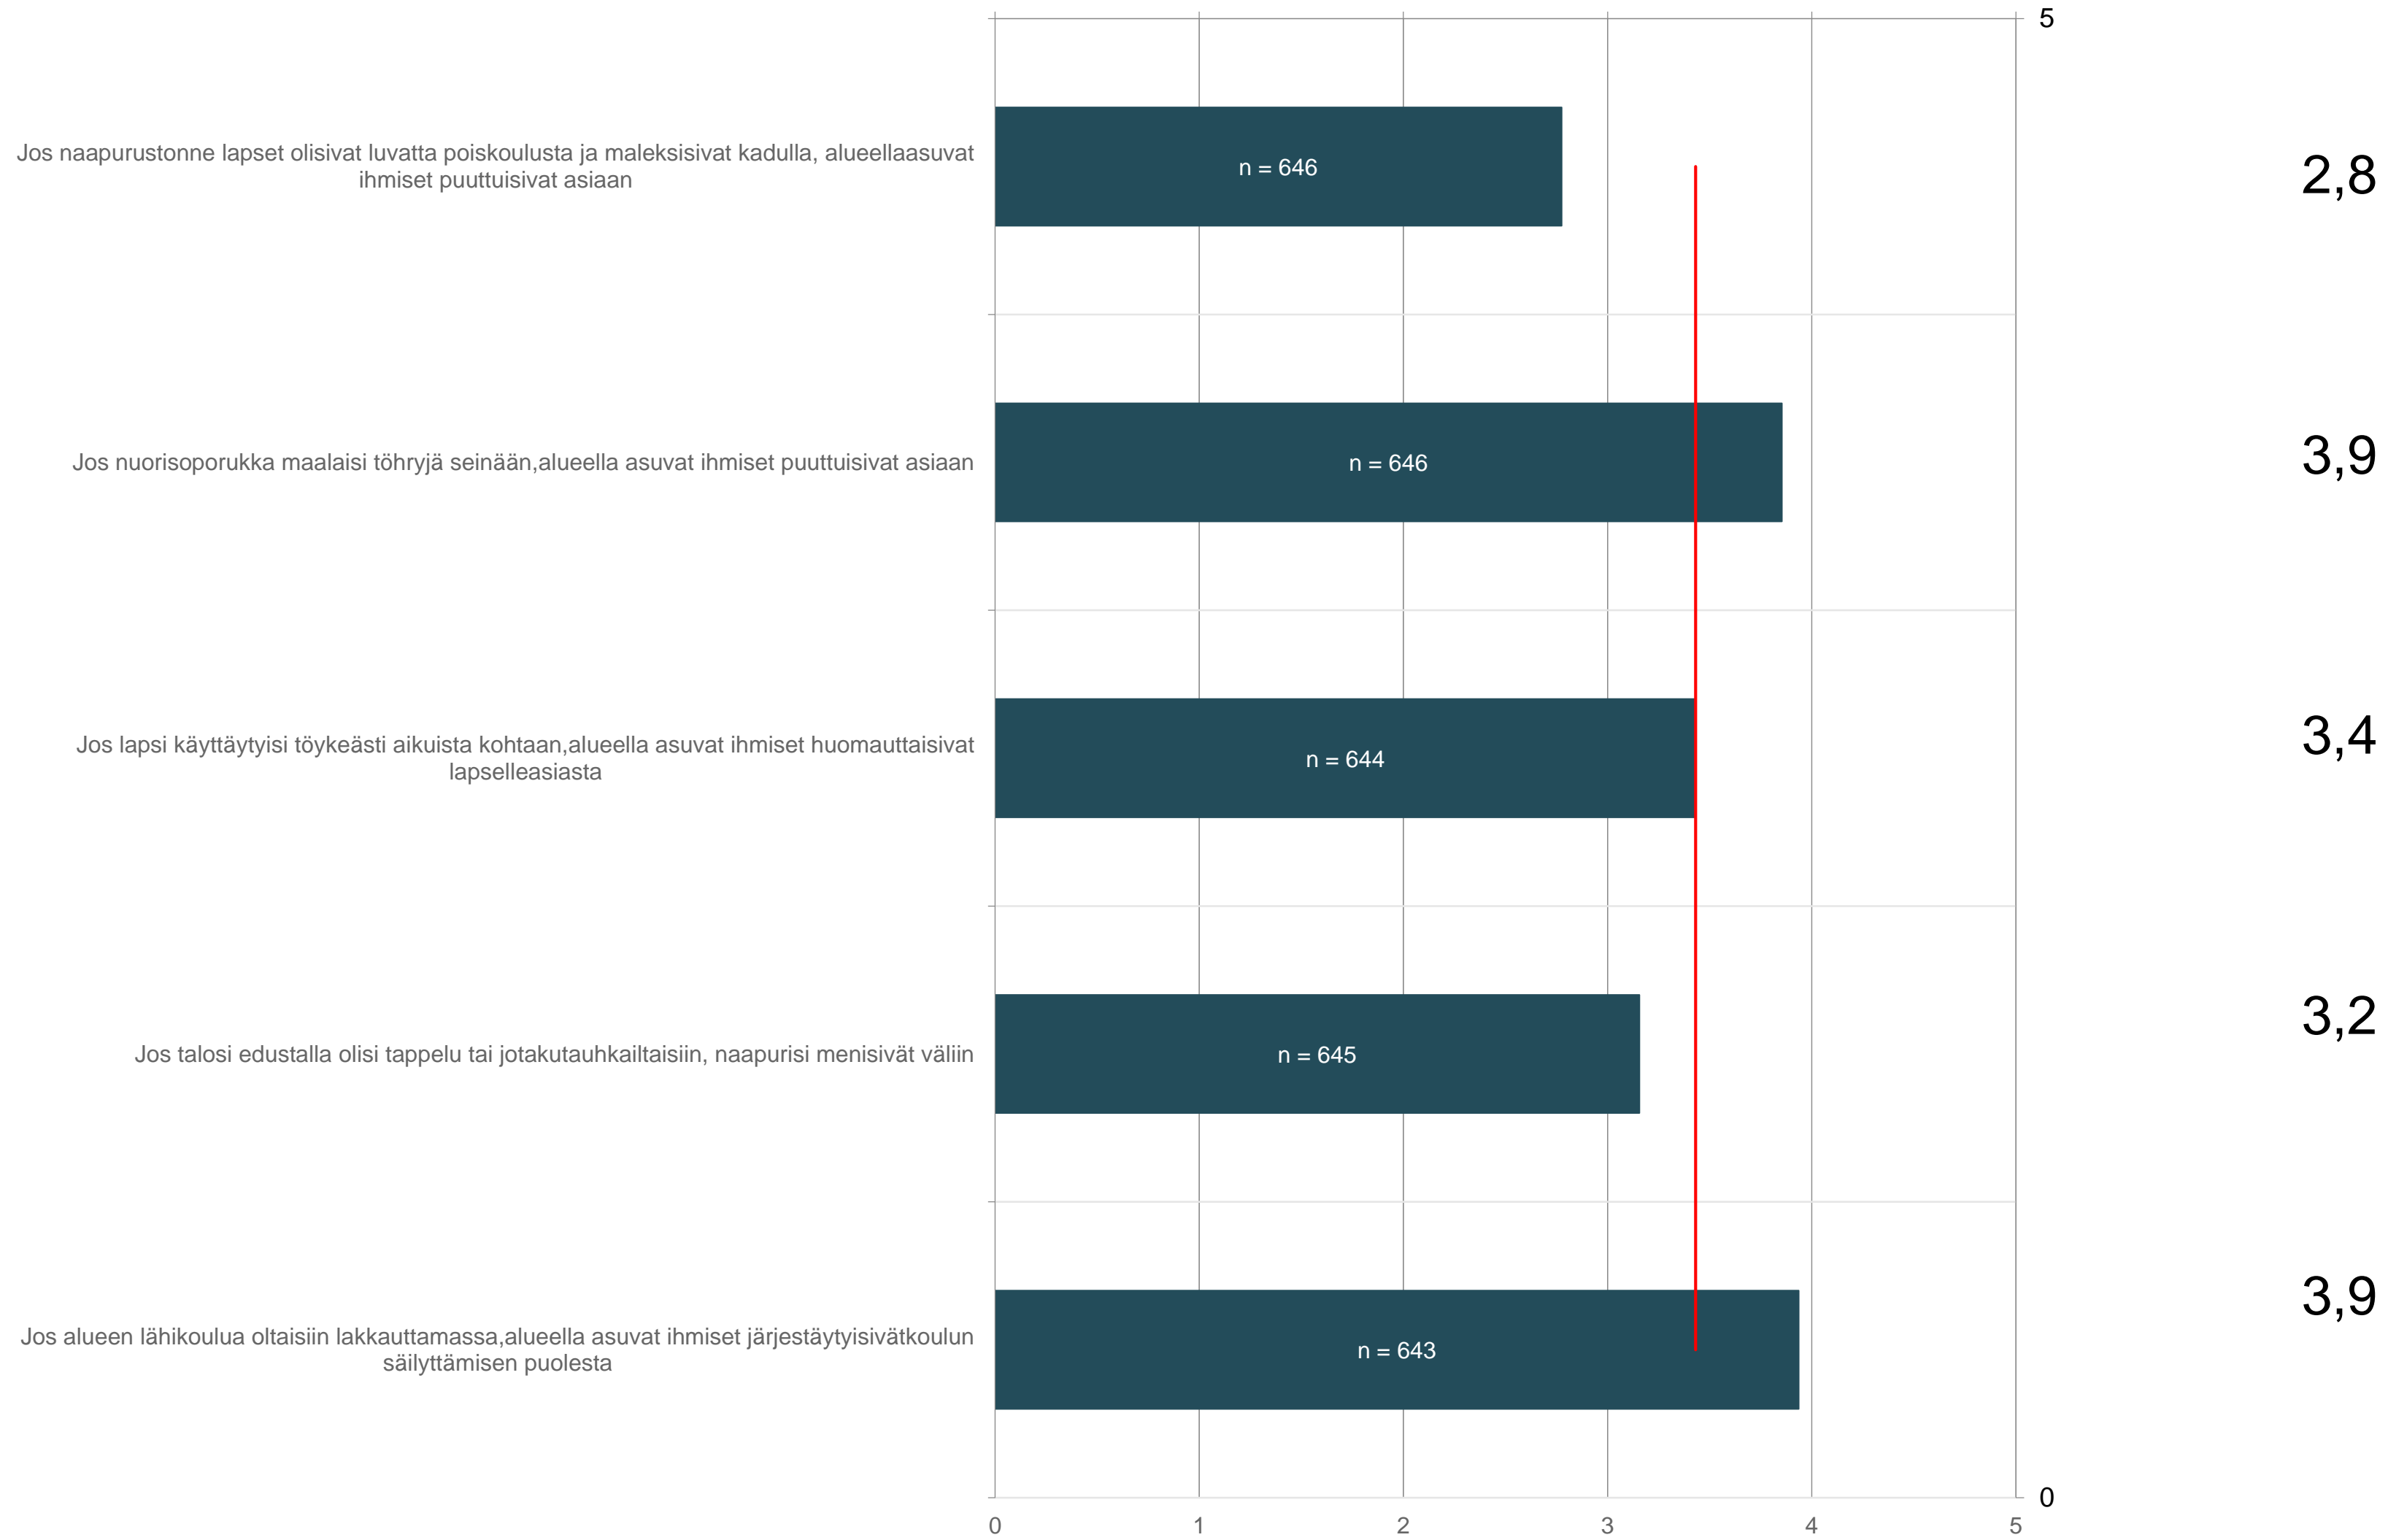 5
Jos naapurustonne lapset olisivat luvatta poiskoulusta ja maleksisivat kadulla, alueellaasuvat
ihmiset puuttuisivat asiaan
n = 646
2,8
Jos nuorisoporukka maalaisi töhryjä seinään,alueella asuvat ihmiset puuttuisivat asiaan
n = 646
3,9
Jos lapsi käyttäytyisi töykeästi aikuista kohtaan,alueella asuvat ihmiset huomauttaisivat
lapselleasiasta
n = 644
3,4
Jos talosi edustalla olisi tappelu tai jotakutauhkailtaisiin, naapurisi menisivät väliin
n = 645
3,2
Jos alueen lähikoulua oltaisiin lakkauttamassa,alueella asuvat ihmiset järjestäytyisivätkoulun
säilyttämisen puolesta
n = 643
3,9
0
0 1 2 3 4 5